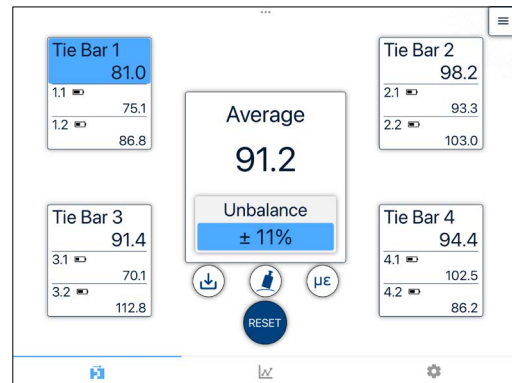 Tie Bar 1
81.0
1.1
75.1
1.2
86.8
Tie Bar 2
98.2
2.1
93.3
2.2
103.0
Average
91.2
Unbalance
± 11%
Tie Bar 3
91.4
3.1
70.1
3.2
112.8
Tie Bar 4
94.4
4.1
102.5
4.2
86.2
με
RESET